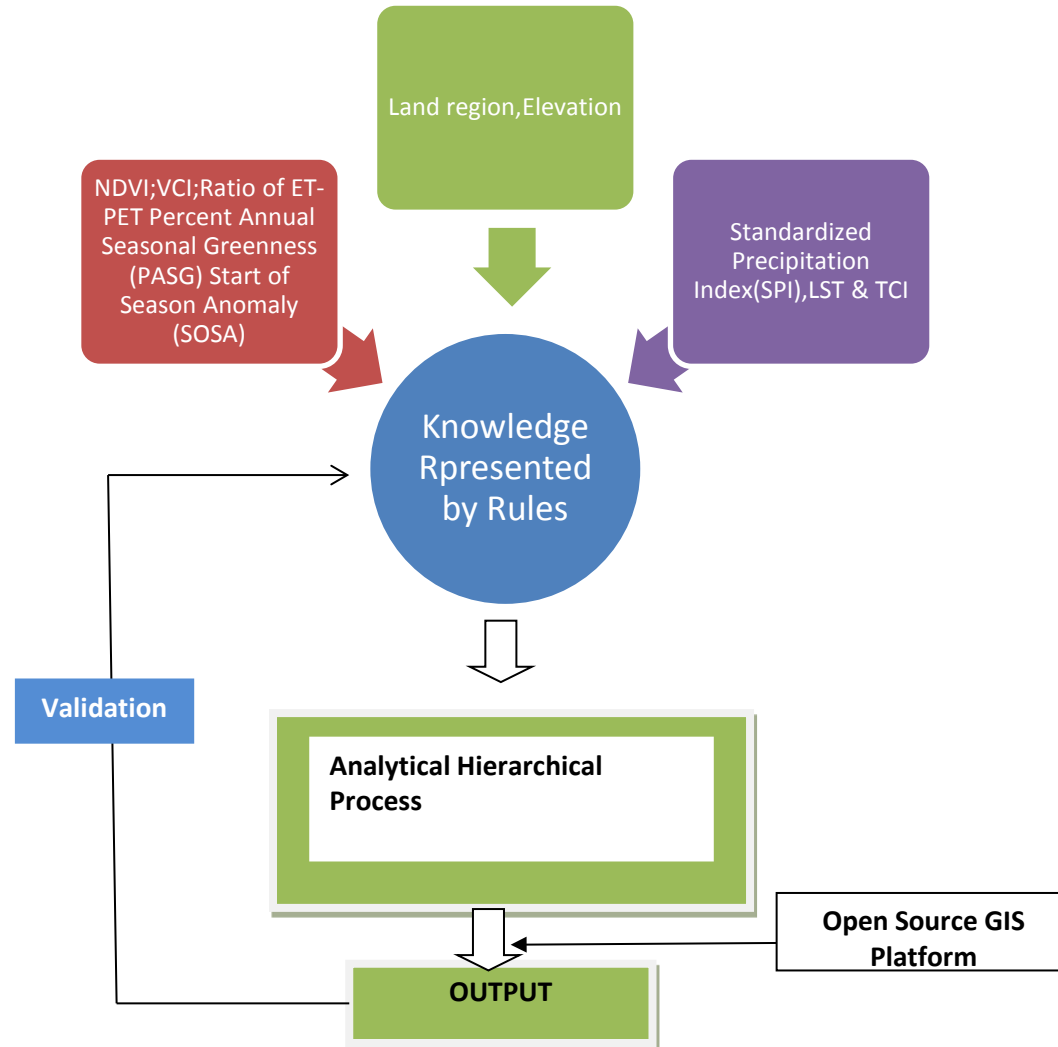 Land region,Elevation
NDVI;VCI;Ratio of ET-
PET Percent Annual
Seasonal Greenness
(PASG) Start of
Season Anomaly
(SOSA)
Standardized
Precipitation
Index(SPI),LST & TCI
Knowledge
Rpresented
by Rules
Validation
Analytical Hierarchical
Process
Open Source GIS
Platform
OUTPUT